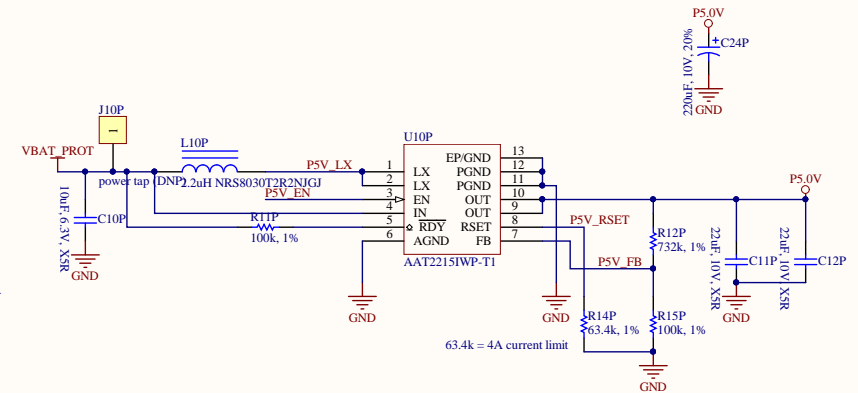 P5.0V
C24P
220uF, 10V, 20%
GND
J10P
1
VBAT_PROT
power tap (DNP)
L10P
2.2uH NRS8030T2R2NJGJ
P5V_LX
P5V_EN
10uF, 6.3V, X5R
C10P
GND
R11P
100k, 1%
U10P
1 LX
2 LX
3 EN
4 IN
5 RDY
6 AGND
EP/GND 13
PGND 12
PGND 11
OUT 10
OUT 9
RSET 8
FB 7
AAT2215IWP-T1
GND
GND
P5V_RSET
P5V_FB
R12P
732k, 1%
P5.0V
22uF, 10V, X5R
C11P
22uF, 10V, X5R
C12P
GND
R14P
63.4k, 1%
R15P
100k, 1%
63.4k = 4A current limit
GND